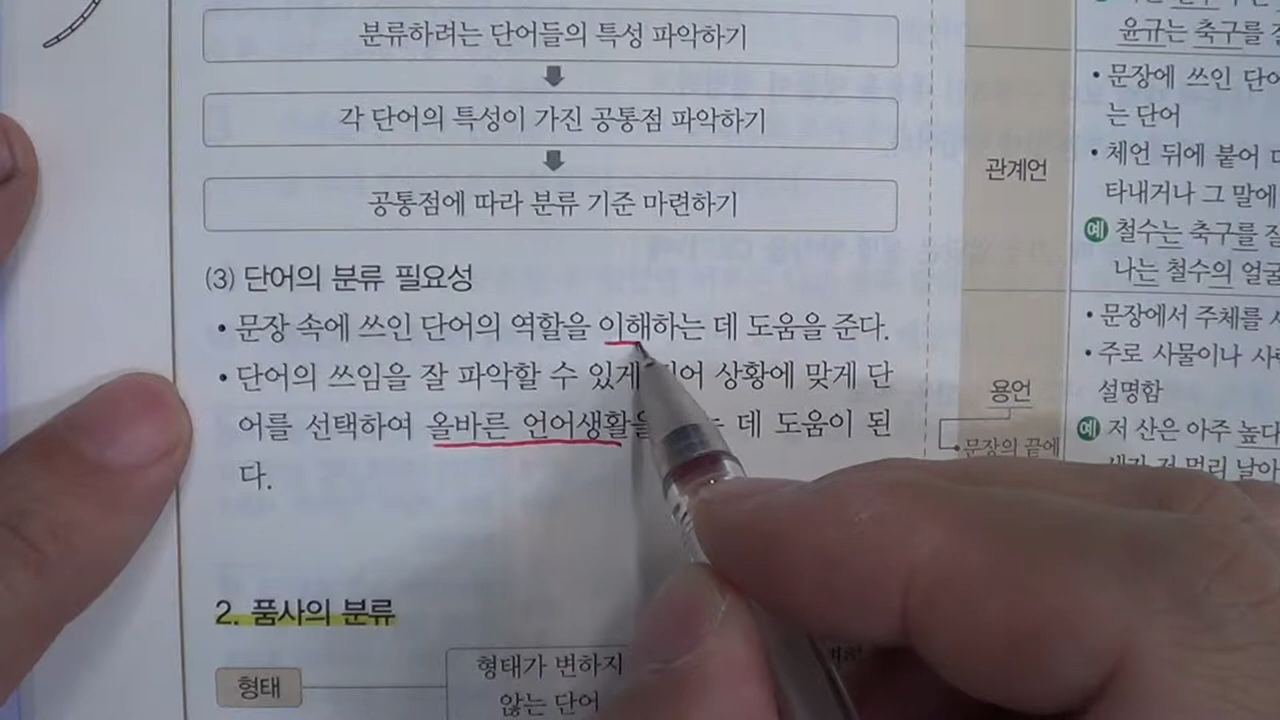 분류하려는 단어들의 특성 파악하기
각 단어의 특성이 가진 공통점 파악하기
공통점에 따라 분류 기준 마련하기
(3) 단어의 분류 필요성
• 문장 속에 쓰인 단어의 역할을 이해하는 데 도움을 준다.
• 단어의 쓰임을 잘 파악할 수 있게 상황에 맞게 단
어를 선택하여 올바른 언어생활을 데 도움이 된
다.
2. 품사의 분류
형태
형태가 변하지
않는 단어
윤규는 축구를
• 문장에 쓰인
는 단어
관계언
• 체언 뒤에 붙어
타내거나 그 말에
예 철수는 축구를
나는 철수의
• 문장에서 주체를
• 주로 사물이나
설명함
용언
예 저 산은 아주 높다
• 문장의 끝에